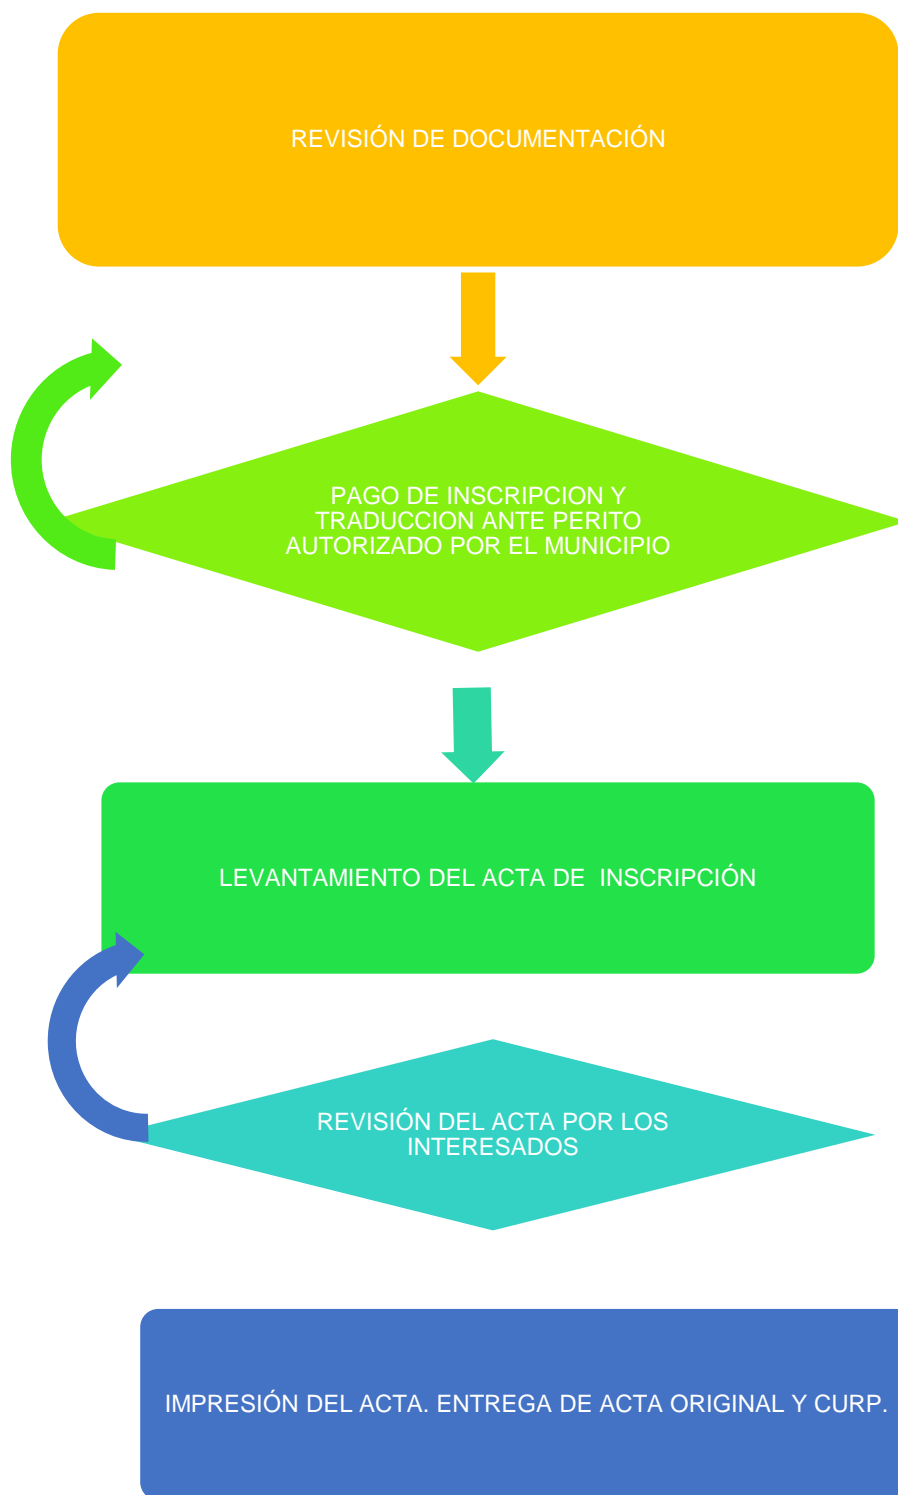 REVISIÓN DE DOCUMENTACIÓN
PAGO DE INSCRIPCION Y
TRADUCCION ANTE PERITO
AUTORIZADO POR EL MUNICIPIO
LEVANTAMIENTO DEL ACTA DE  INSCRIPCIÓN
REVISIÓN DEL ACTA POR LOS
INTERESADOS
IMPRESIÓN DEL ACTA. ENTREGA DE ACTA ORIGINAL Y CURP.